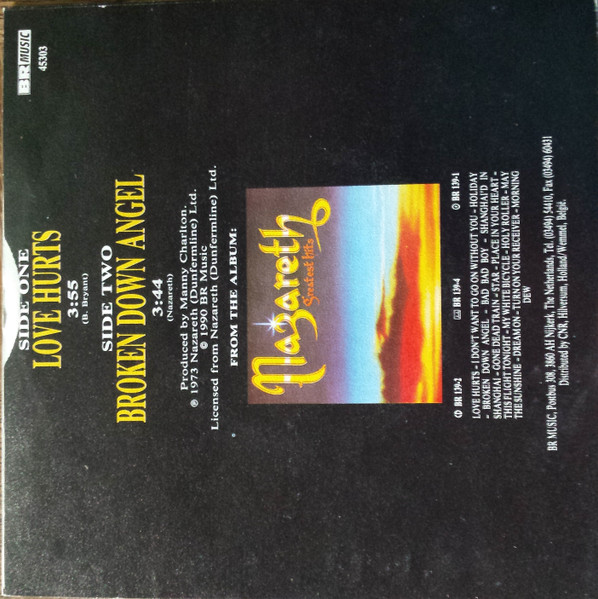 BR MUSIC
45303
SIDE ONE
LOVE HURTS
3:55
(B. Bryant)
SIDE TWO
BROKEN DOWN ANGEL
3:44
(Nazareth)
Produced by Manny Charlton.
℗ 1973 Nazareth (Dunfermline) Ltd.
© 1990 BR Music
Licensed from Nazareth (Dunfermline) Ltd.
FROM THE ALBUM:
Nazareth
Greatest Hits
BR 139-2 BR 139-4 BR 139-1
LOVE HURTS - I DON'T WANT TO GO ON WITHOUT YOU - HOLIDAY
- BROKEN DOWN ANGEL - BAD BAD BOY - SHANGHAI'D IN
SHANGHAI - GONE DEAD TRAIN - STAR - PLACE IN YOUR HEART -
THIS FLIGHT TONIGHT - MY WHITE BICYCLE - HOLY ROLLER - MAY
THE SUNSHINE - DREAM ON - TURN ON YOUR RECEIVER - MORNING
DEW
BR MUSIC, Postbus 308, 3860 AH Nijkerk, The Netherlands, Tel. (03494) 54410, Fax (03494) 60431
Distributed by CNR, Hilversum, Holland/Wemmel, België.